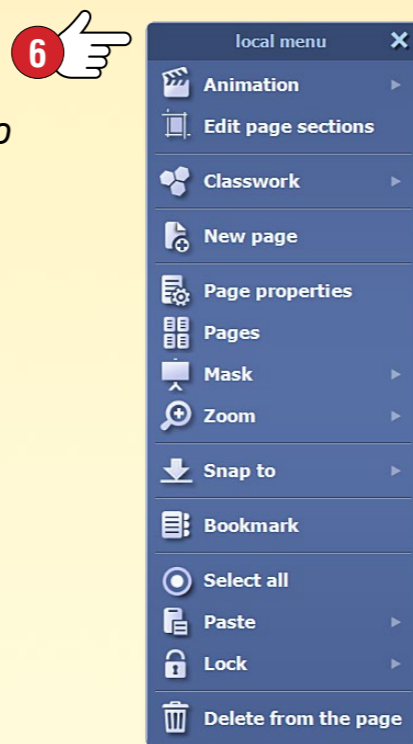 6
local menu
Animation
Edit page sections
Classwork
New page
Page properties
Pages
Mask
Zoom
Snap to
Bookmark
Select all
Paste
Lock
Delete from the page